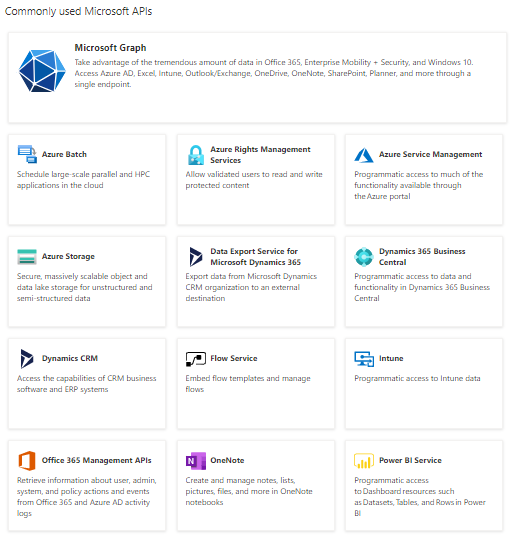 Commonly used Microsoft APIs
Microsoft Graph
Take advantage of the tremendous amount of data in Office 365, Enterprise Mobility + Security, and Windows 10.
Access Azure AD, Excel, Intune, Outlook/Exchange, OneDrive, OneNote, SharePoint, Planner, and more through a
single endpoint.
Azure Batch
Schedule large-scale parallel and HPC
applications in the cloud
Azure Rights Management
Services
Allow validated users to read and write
protected content
Azure Service Management
Programmatic access to much of the
functionality available through
the Azure portal
Azure Storage
Secure, massively scalable object and
data lake storage for unstructured and
semi-structured data
Data Export Service for
Microsoft Dynamics 365
Export data from Microsoft Dynamics
CRM organization to an external
destination
Dynamics 365 Business
Central
Programmatic access to data and
functionality in Dynamics 365 Business
Central
Dynamics CRM
Access the capabilities of CRM business
software and ERP systems
Flow Service
Embed flow templates and manage
flows
Intune
Programmatic access to Intune data
Office 365 Management APIs
Retrieve information about user, admin,
system, and policy actions and events
from Office 365 and Azure AD activity
logs
OneNote
Create and manage notes, lists,
pictures, files, and more in OneNote
notebooks
Power BI Service
Programmatic access
to Dashboard resources such
as Datasets, Tables, and Rows in Power
BI